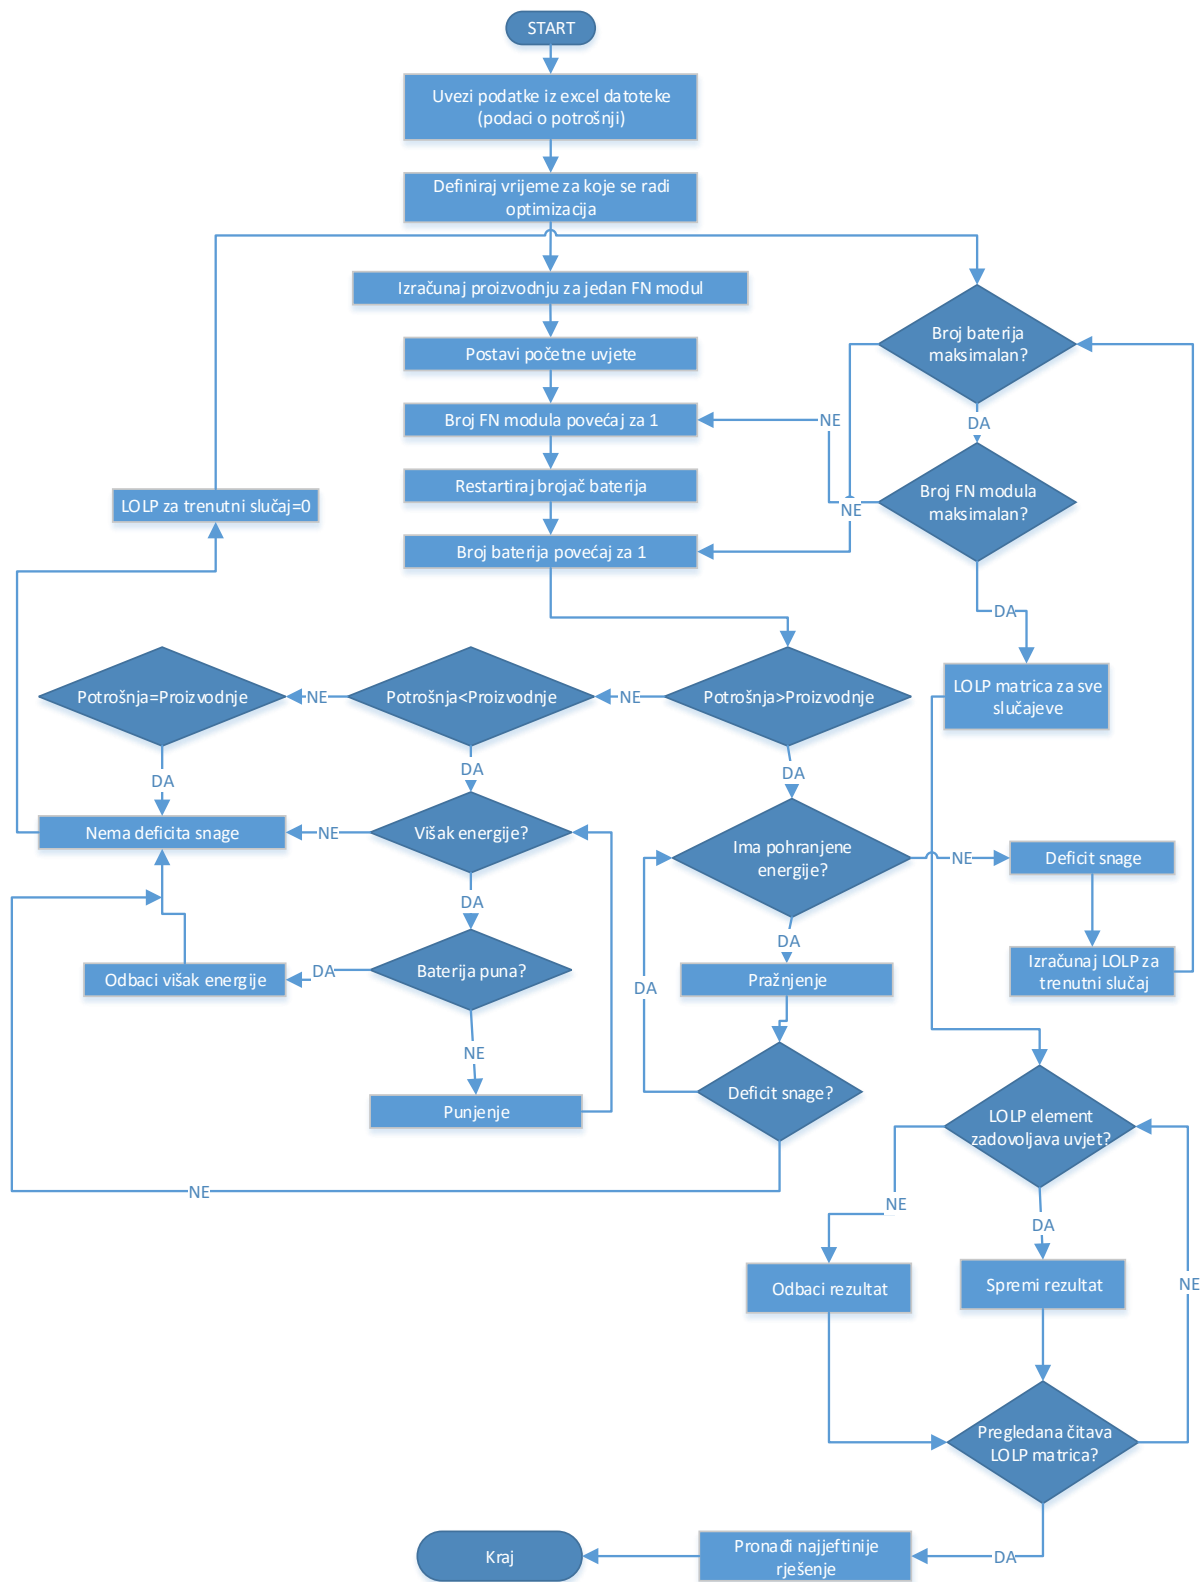 START
Uvezi podatke iz excel datoteke
(podaci o potrošnji)
Definiraj vrijeme za koje se radi
optimizacija
Izračunaj proizvodnju za jedan FN modul
Postavi početne uvjete
Broj FN modula povećaj za 1
Restartiraj brojač baterija
Broj baterija povećaj za 1
Broj baterija
maksimalan?
NE
DA
Broj FN modula
maksimalan?
NE
DA
LOLP za trenutni slučaj=0
LOLP matrica za sve
slučajeve
Potrošnja=Proizvodnje
NE
Potrošnja<Proizvodnje
NE
Potrošnja>Proizvodnje
DA
DA
DA
Nema deficita snage
NE
Višak energije?
Ima pohranjene
energije?
NE
Deficit snage
DA
DA
Odbaci višak energije
DA
Baterija puna?
DA
Pražnjenje
Izračunaj LOLP za
trenutni slučaj
NE
Punjenje
Deficit snage?
NE
LOLP element
zadovoljava uvjet?
NE
DA
NE
Odbaci rezultat
Spremi rezultat
Pregledana čitava
LOLP matrica?
DA
Pronađi najjeftinije
rješenje
Kraj